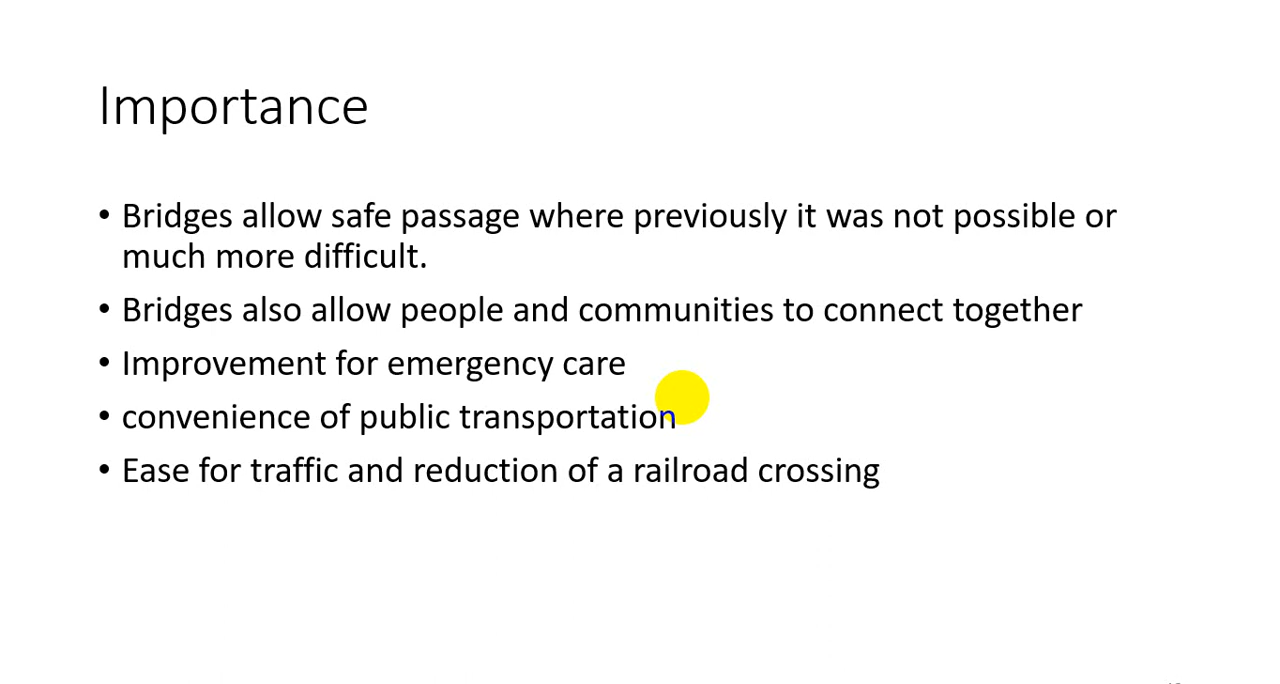 Importance
• Bridges allow safe passage where previously it was not possible or
much more difficult.
• Bridges also allow people and communities to connect together
• Improvement for emergency care
• convenience of public transportation
• Ease for traffic and reduction of a railroad crossing